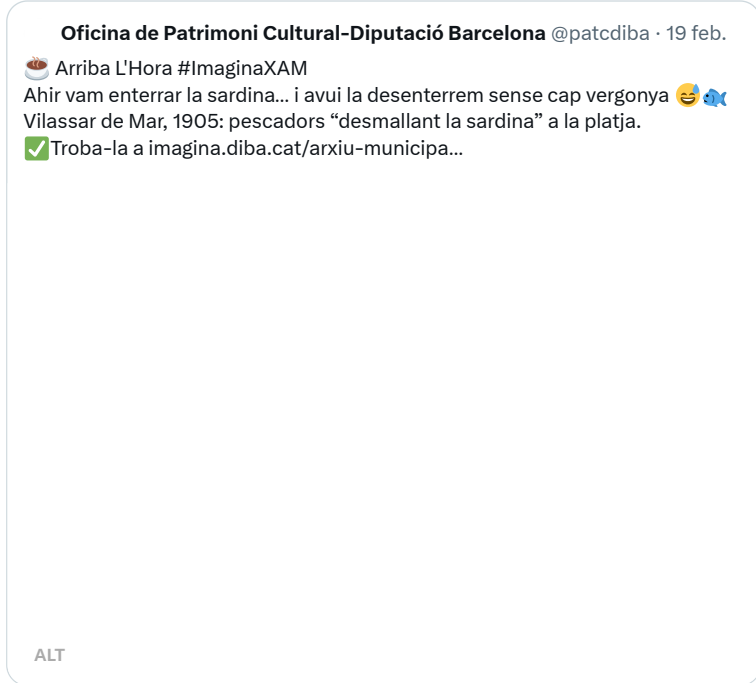 Oficina de Patrimoni Cultural-Diputació Barcelona @patcdiba · 19 feb.
☕ Arriba L'Hora #ImaginaXAM
Ahir vam enterrar la sardina... i avui la desenterrem sense cap vergonya 😅🐟
Vilassar de Mar, 1905: pescadors “desmallant la sardina” a la platja.
✅Troba-la a imagina.diba.cat/arxiu-municipa…
ALT